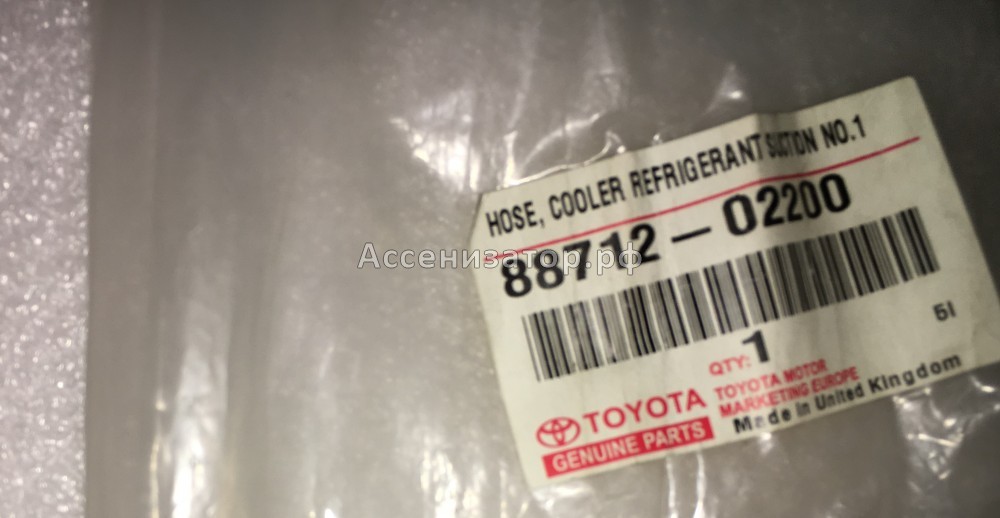 HOSE, COOLER REFRIGERANT SUCTION NO.1
88712-02200
Ассенизатор.рф
QTY: 1
5I
TOYOTA
GENUINE PARTS
TOYOTA MOTOR
MARKETING EUROPE
Made in United Kingdom